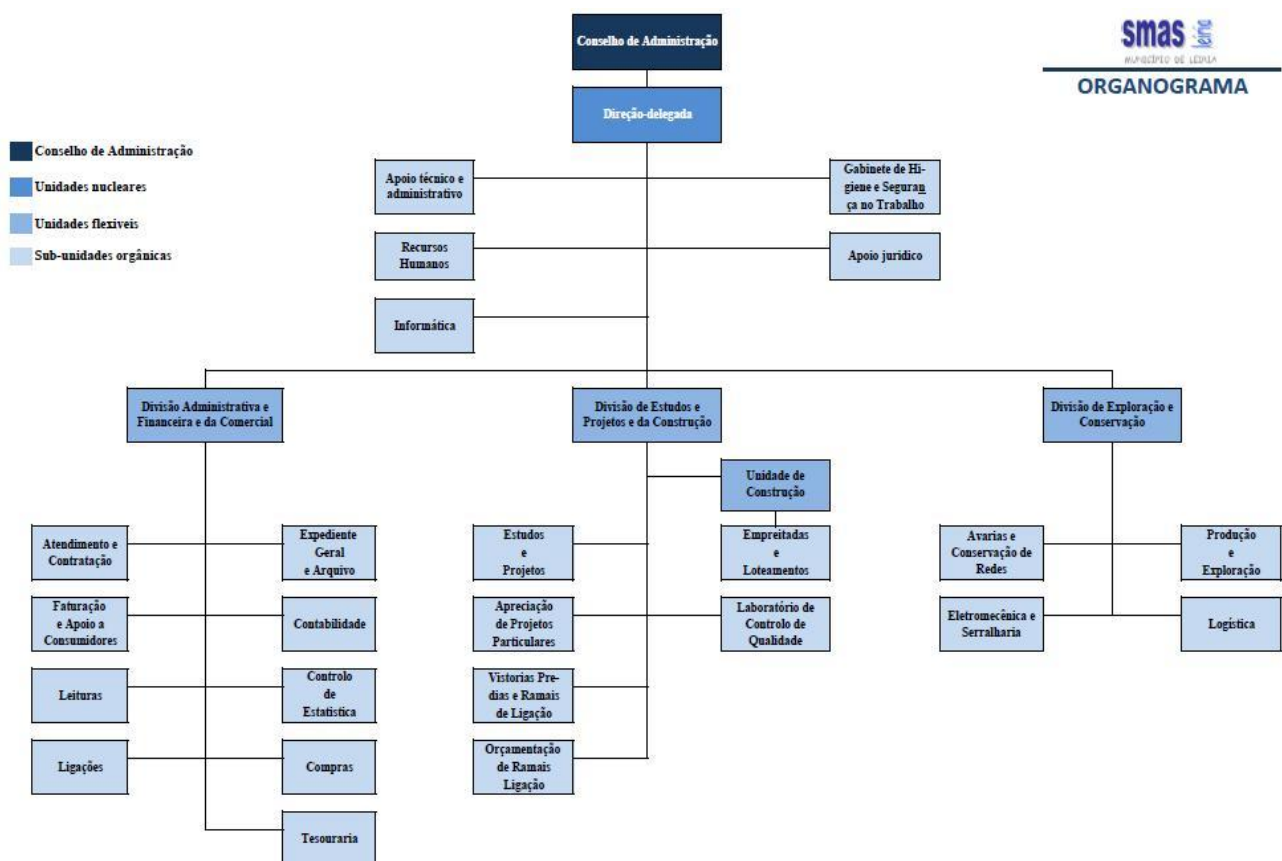 Conselho de Administração
smas leiria
MUNICÍPIO DE LEIRIA
ORGANOGRAMA
Direção-delegada
Conselho de Administração
Unidades nucleares
Unidades flexiveis
Sub-unidades orgânicas
Apoio técnico e
administrativo
Gabinete de Hi-
giene e Seguran
ça no Trabalho
Recursos
Humanos
Apoio jurídico
Informática
Divisão Administrativa e
Financeira e da Comercial
Divisão de Estudos e
Projetos e da Construção
Divisão de Exploração e
Conservação
Unidade de
Construção
Atendimento e
Contratação
Expediente
Geral
e Arquivo
Estudos
e
Projetos
Empreitadas
e
Loteamentos
Avarias e
Conservação de
Redes
Produção
e
Exploração
Faturação
e Apoio a
Consumidores
Contabilidade
Apreciação
de Projetos
Particulares
Laboratório de
Controlo de
Qualidade
Eletromecênica e
Serralharia
Logística
Leituras
Controlo
de
Estatística
Vistorias Pre-
dias e Ramais
de Ligação
Ligações
Compras
Orçamentação
de Ramais
Ligação
Tesouraria